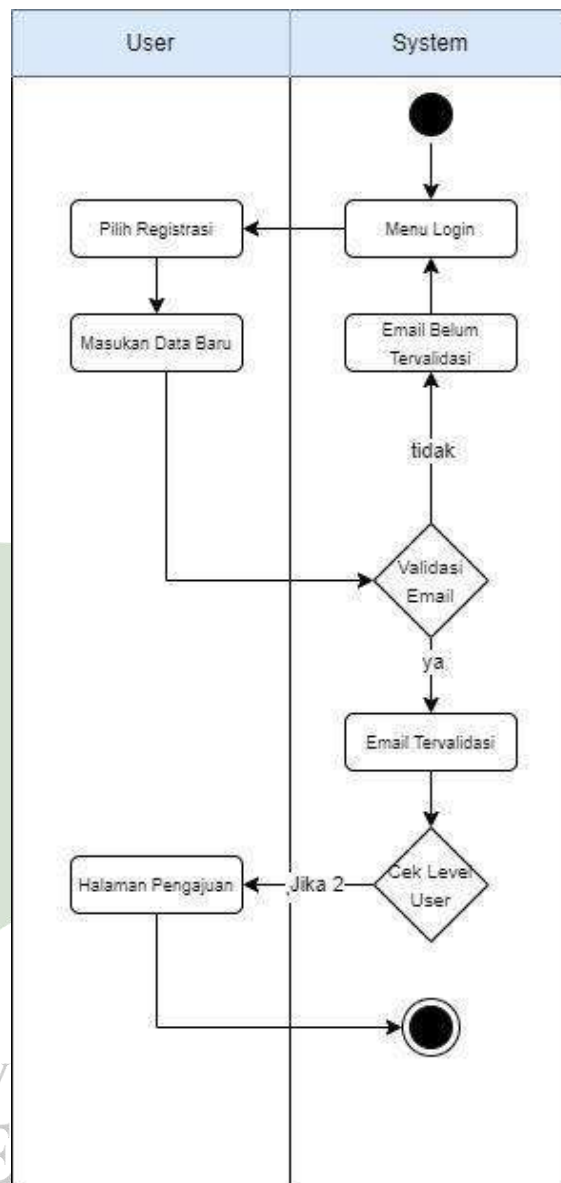 User
System
Pilih Registrasi
Menu Login
Masukan Data Baru
Email Belum
Tervalidasi
tidak
Validasi
Email
ya
Email Tervalidasi
Halaman Pengajuan
Jika 2
Cek Level
User